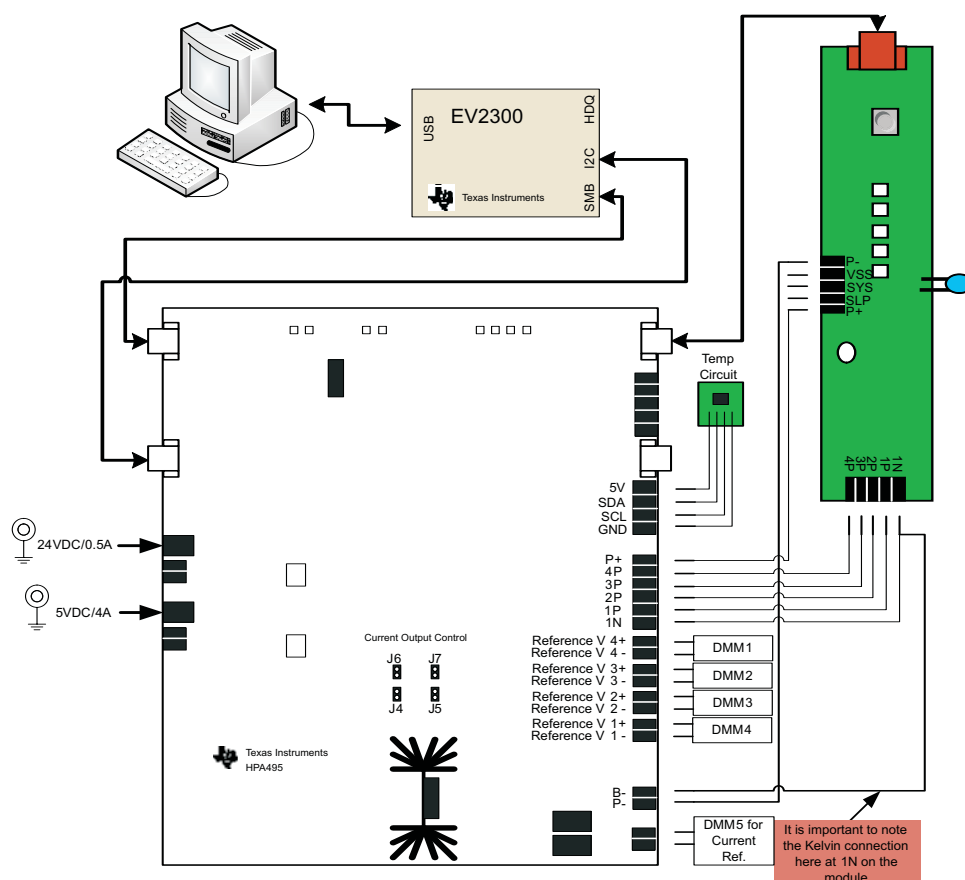 USB
EV2300
HDQ
I2C
SMB
Texas Instruments
P-
VSS
SYS
SLP
P+
Temp
Circuit
4P
3P
2P
1P
1N
5V
SDA
SCL
GND
24VDC/0.5A
5VDC/4A
P+
4P
3P
2P
1P
1N
Current Output Control
J6
J7
J4
J5
Reference V 4+
Reference V 4 -
Reference V 3+
Reference V 3 -
Reference V 2+
Reference V 2 -
Reference V 1+
Reference V 1 -
DMM1
DMM2
DMM3
DMM4
Texas Instruments
HPA495
B-
P-
DMM5 for
Current
Ref.
It is important to note
the Kelvin connection
here at 1N on the
module